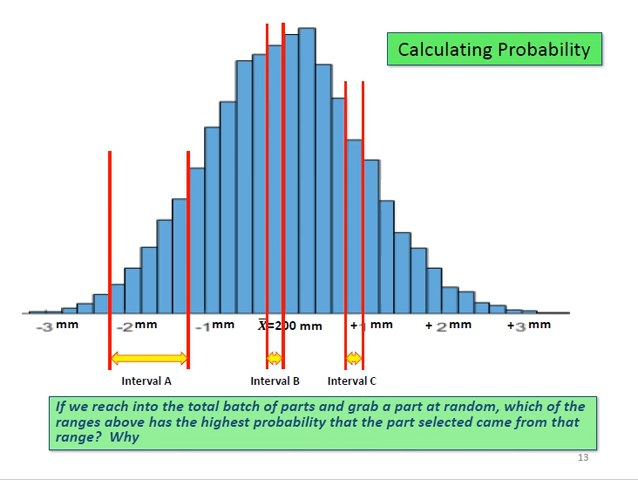 Calculating Probability
-3 mm -2 mm -1 mm X̅=200 mm +1 mm + 2 mm +3 mm
Interval A Interval B Interval C
If we reach into the total batch of parts and grab a part at random, which of the
ranges above has the highest probability that the part selected came from that
range? Why
13